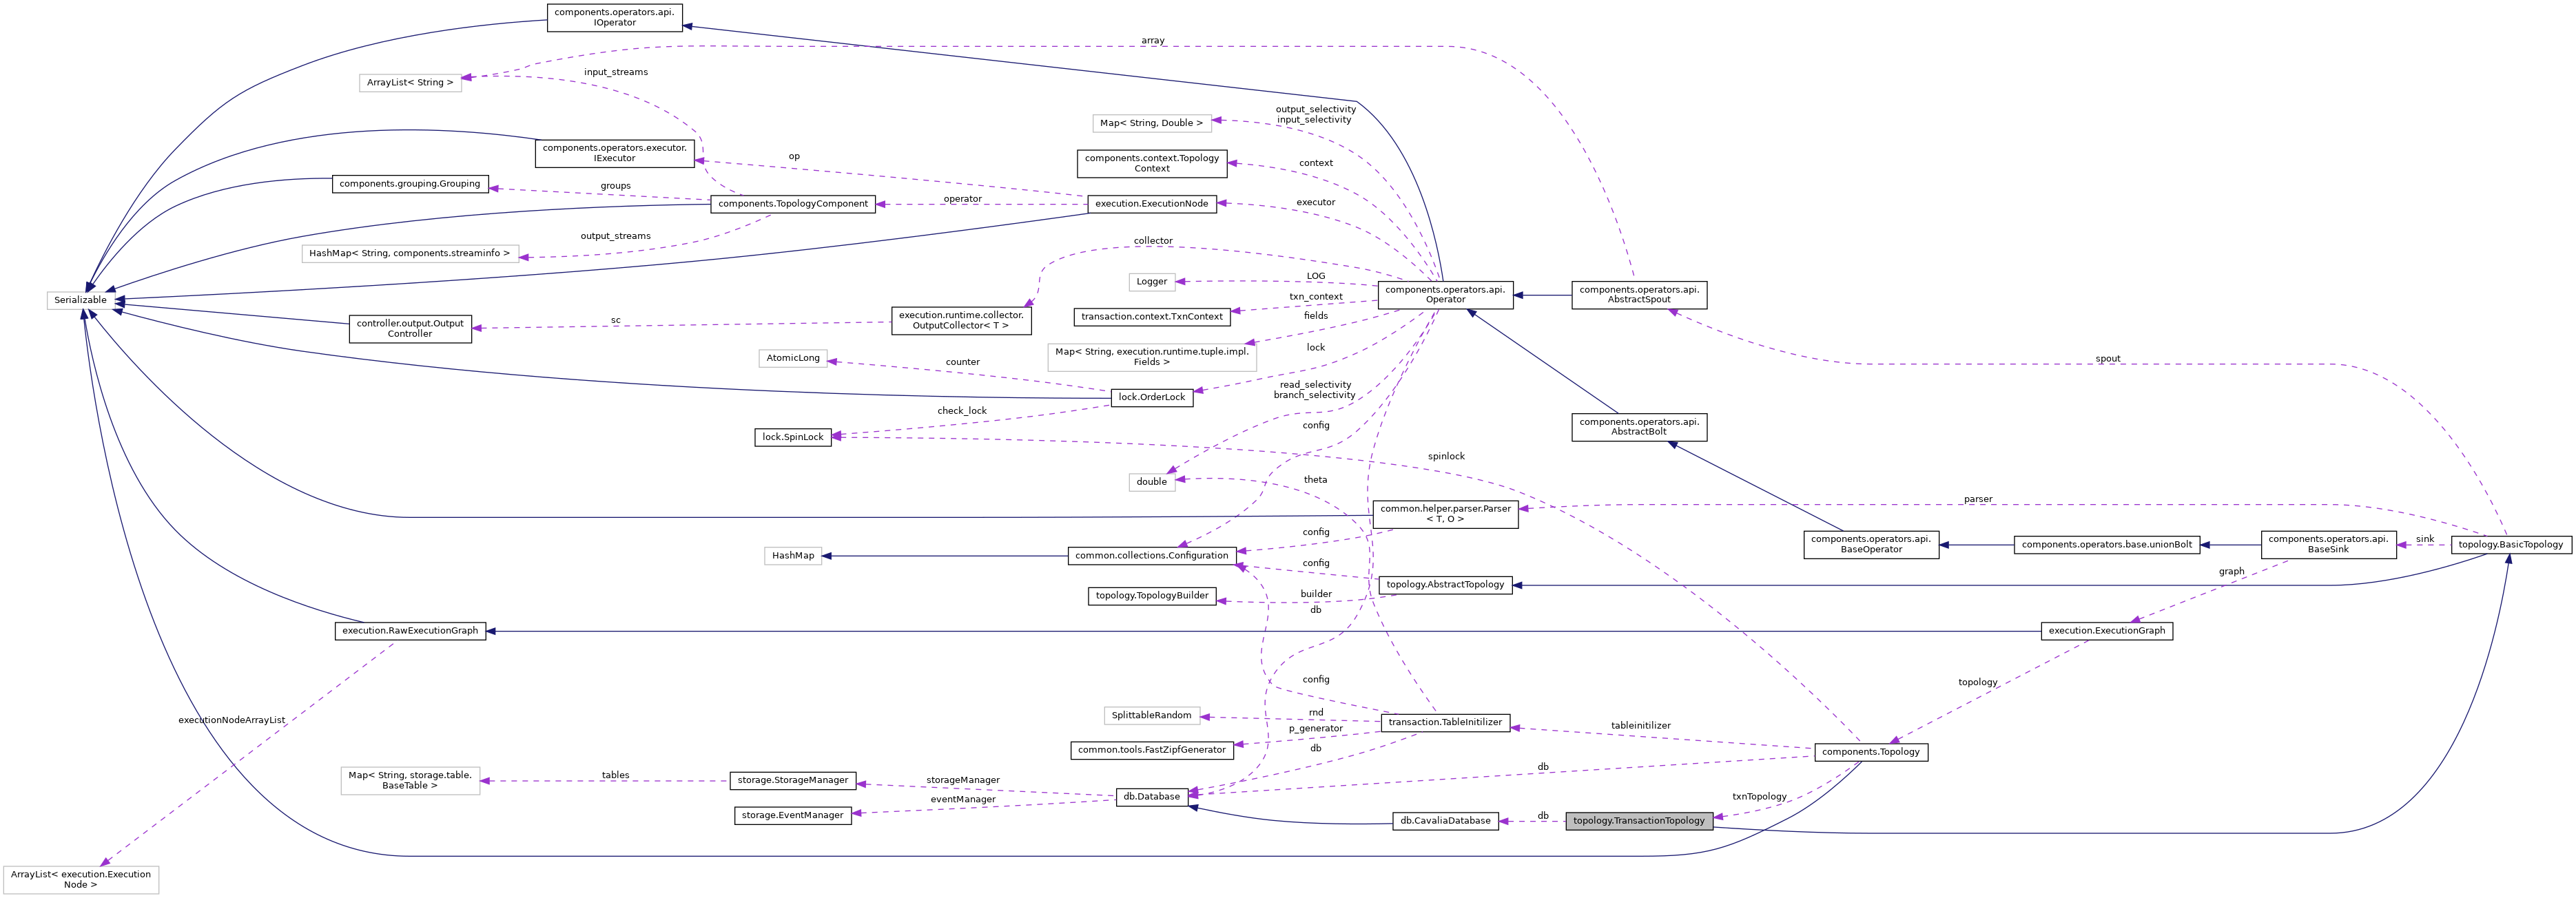 components.operators.api.
IOperator
array
ArrayList< String >
input_streams
output_selectivity
input_selectivity
Map< String, Double >
components.operators.executor.
IExecutor
op
components.context.Topology
Context
context
components.grouping.Grouping
groups
components.TopologyComponent
operator
execution.ExecutionNode
executor
output_streams
HashMap< String, components.streaminfo >
collector
Logger
LOG
components.operators.api.
Operator
components.operators.api.
AbstractSpout
Serializable
txn_context
transaction.context.TxnContext
fields
controller.output.Output
Controller
sc
execution.runtime.collector.
OutputCollector< T >
Map< String, execution.runtime.tuple.impl.
Fields >
lock
AtomicLong
counter
spout
read_selectivity
branch_selectivity
lock.OrderLock
check_lock
lock.SpinLock
config
components.operators.api.
AbstractBolt
spinlock
double
theta
common.helper.parser.Parser
< T, O >
parser
config
HashMap
common.collections.Configuration
components.operators.api.
BaseOperator
components.operators.base.unionBolt
components.operators.api.
BaseSink
sink
topology.BasicTopology
config
topology.AbstractTopology
graph
topology.TopologyBuilder
builder
db
execution.RawExecutionGraph
execution.ExecutionGraph
config
topology
executionNodeArrayList
SplittableRandom
rnd
transaction.TableInitilizer
tableinitilizer
p_generator
common.tools.FastZipfGenerator
db
components.Topology
Map< String, storage.table.
BaseTable >
tables
storage.StorageManager
storageManager
db
db.Database
eventManager
storage.EventManager
txnTopology
db.CavaliaDatabase
db
topology.TransactionTopology
ArrayList< execution.Execution
Node >